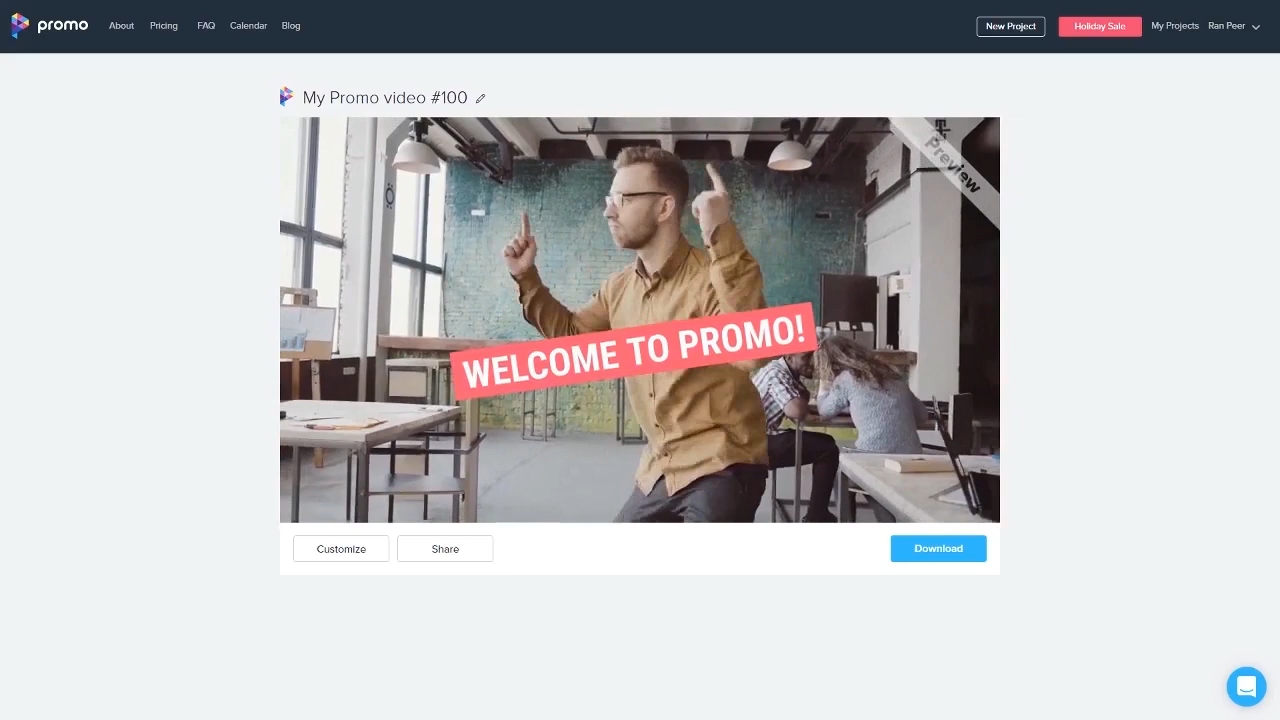 promo
About Pricing FAQ Calendar Blog
New Project Holiday Sale My Projects Ran Peer
My Promo video #100
Preview
WELCOME TO PROMO!
Customize Share Download